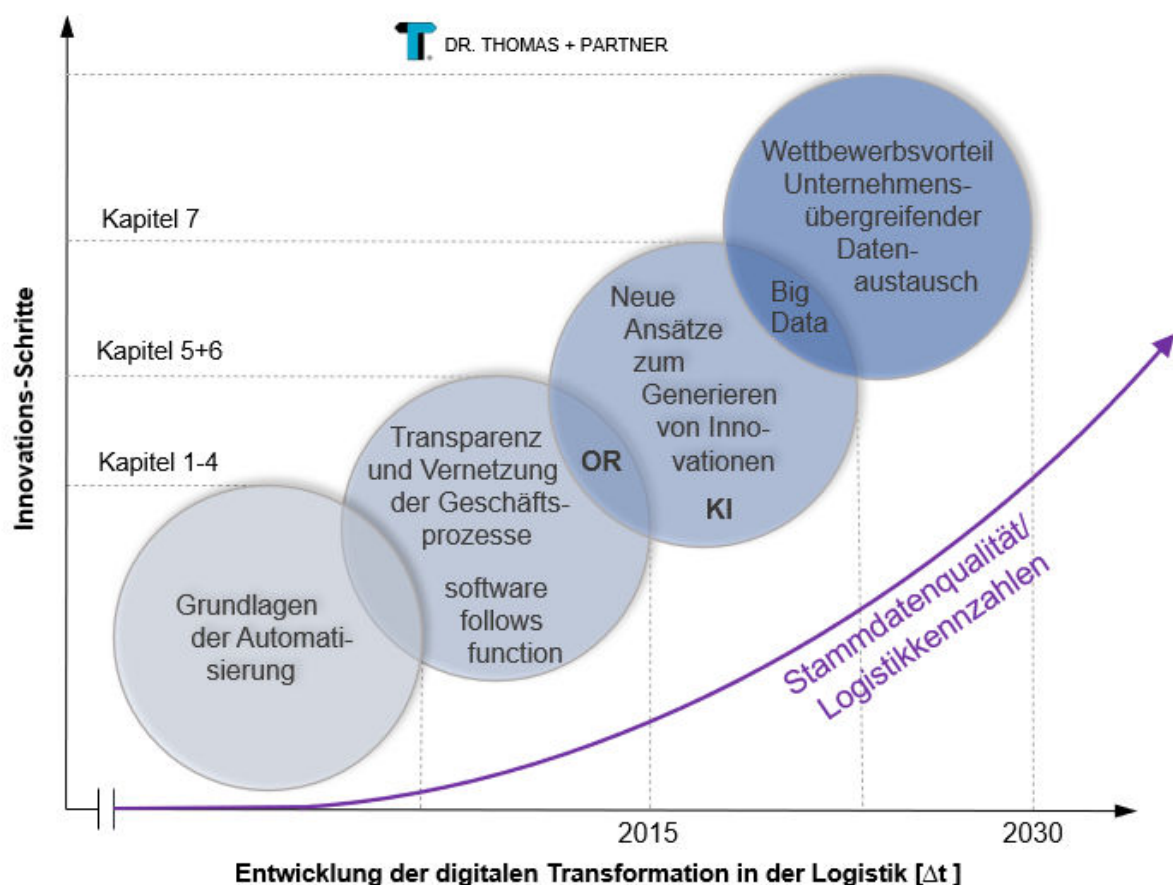 DR. THOMAS + PARTNER
Innovations-Schritte
Kapitel 7
Kapitel 5+6
Kapitel 1-4
Wettbewerbsvorteil
Unternehmens-
übergreifender
Daten-
austausch
Big
Data
Neue
Ansätze
zum
Generieren
von Inno-
vationen
KI
OR
Transparenz
und Vernetzung
der Geschäfts-
prozesse
software
follows
function
Grundlagen
der Automati-
sierung
Stammdatenqualität/
Logistikkennzahlen
2015
2030
Entwicklung der digitalen Transformation in der Logistik [Δt ]